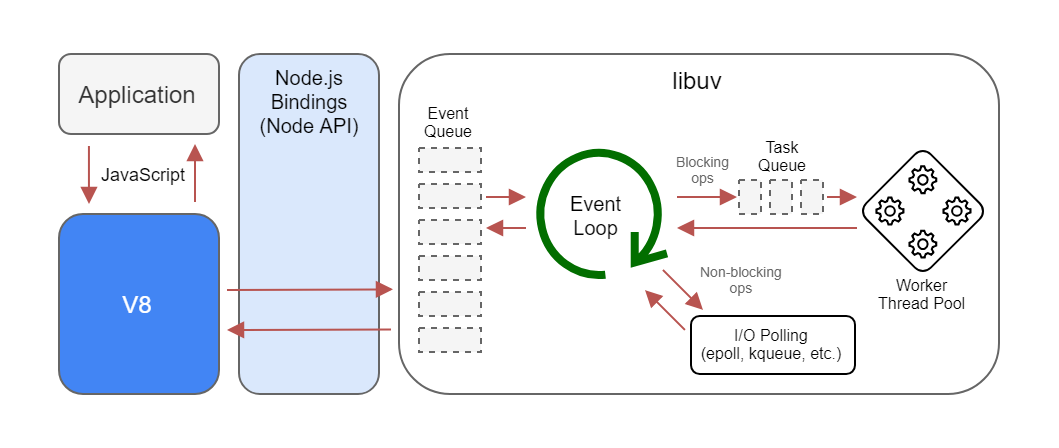 Application
JavaScript
V8
Node.js
Bindings
(Node API)
libuv
Event
Queue
Event
Loop
Blocking
ops
Task
Queue
Worker
Thread Pool
Non-blocking
ops
I/O Polling
(epoll, kqueue, etc.)